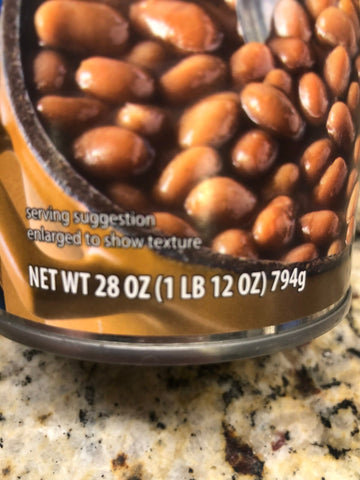 serving suggestion
enlarged to show texture
NET WT 28 OZ (1 LB 12 OZ) 794g